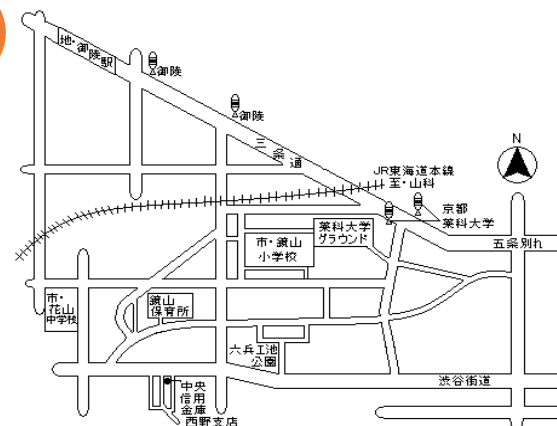 地・御陵駅
御陵
御陵
三条通
N
JR東海道本線
至・山科
京都
薬科大学
薬科大学
グラウンド
五条別れ
市・鏡山
小学校
市・
花山
中学校
鏡山
保育所
六兵エ池
公園
渋谷街道
中央
信用
金庫
西野支店